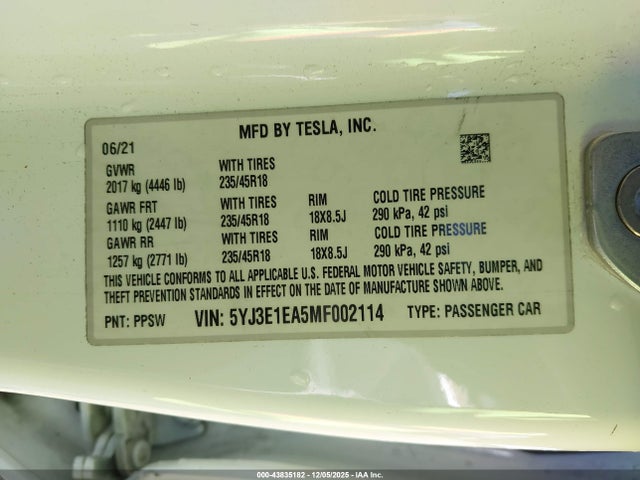 MFD BY TESLA, INC.
06/21
GVWR WITH TIRES
2017 kg (4446 lb) 235/45R18
GAWR FRT WITH TIRES RIM COLD TIRE PRESSURE
1110 kg (2447 lb) 235/45R18 18X8.5J 290 kPa, 42 psi
GAWR RR WITH TIRES RIM COLD TIRE PRESSURE
1257 kg (2771 lb) 235/45R18 18X8.5J 290 kPa, 42 psi
THIS VEHICLE CONFORMS TO ALL APPLICABLE U.S. FEDERAL MOTOR VEHICLE SAFETY, BUMPER, AND
THEFT PREVENTION STANDARDS IN EFFECT ON THE DATE OF MANUFACTURE SHOWN ABOVE.
PNT: PPSW VIN: 5YJ3E1EA5MF002114 TYPE: PASSENGER CAR
000-43835182 - 12/05/2025 - IAA Inc.